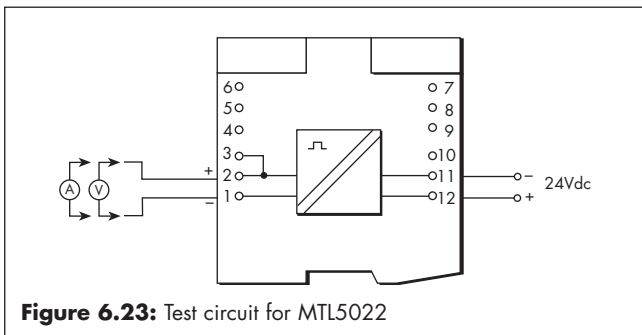 6 7
5 8
4 9
3 10
A V + 2 11 – 24Vdc
– 1 12 +
Figure 6.23: Test circuit for MTL5022